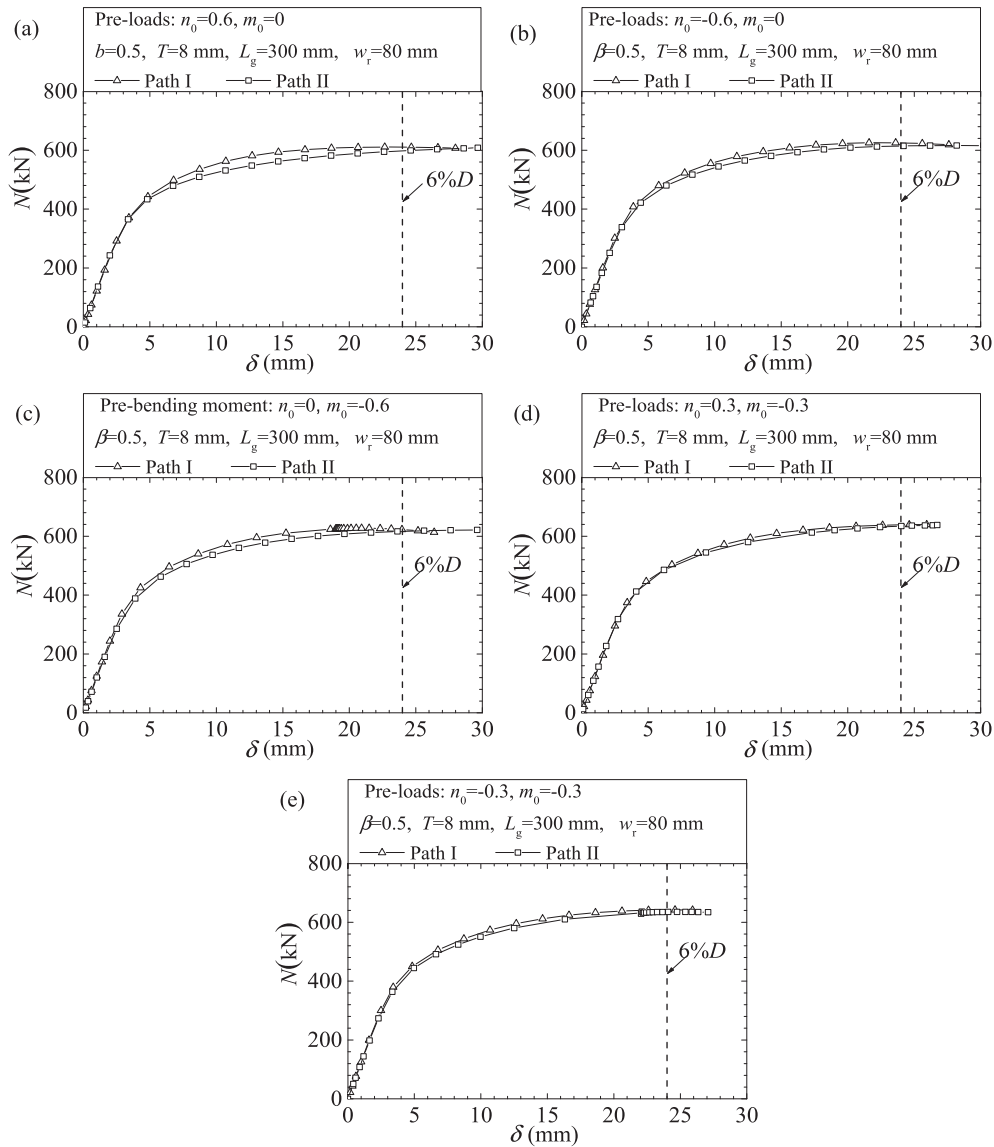 (a)
Pre-loads: n0=0.6, m0=0
b=0.5, T=8 mm, Lg=300 mm, wr=80 mm
Path I Path II
800
600
400
200
0
N(kN)
6%D
0 5 10 15 20 25 30
δ (mm)
(b)
Pre-loads: n0=-0.6, m0=0
β=0.5, T=8 mm, Lg=300 mm, wr=80 mm
Path I Path II
800
600
400
200
0
N(kN)
6%D
0 5 10 15 20 25 30
δ (mm)
(c)
Pre-bending moment: n0=0, m0=-0.6
β=0.5, T=8 mm, Lg=300 mm, wr=80 mm
Path I Path II
800
600
400
200
0
N(kN)
6%D
0 5 10 15 20 25 30
δ (mm)
(d)
Pre-loads: n0=0.3, m0=-0.3
β=0.5, T=8 mm, Lg=300 mm, wr=80 mm
Path I Path II
800
600
400
200
0
N(kN)
6%D
0 5 10 15 20 25 30
δ (mm)
(e)
Pre-loads: n0=-0.3, m0=-0.3
β=0.5, T=8 mm, Lg=300 mm, wr=80 mm
Path I Path II
800
600
400
200
0
N(kN)
6%D
0 5 10 15 20 25 30
δ (mm)